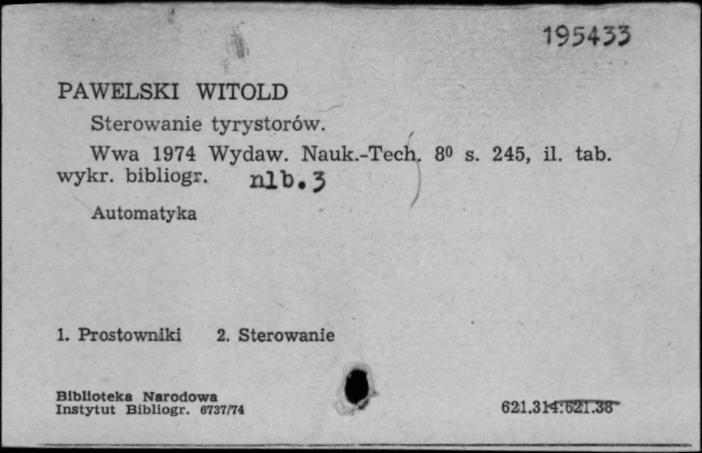 195433
PAWELSKI WITOLD
Sterowanie tyrystorów.
Wwa 1974 Wydaw. Nauk.-Tech. 8⁰ s. 245, il. tab.
wykr. bibliogr. nlb.3
Automatyka
1. Prostowniki 2. Sterowanie
Biblioteka Narodowa
Instytut Bibliogr. 6737/74
621.314:621.38